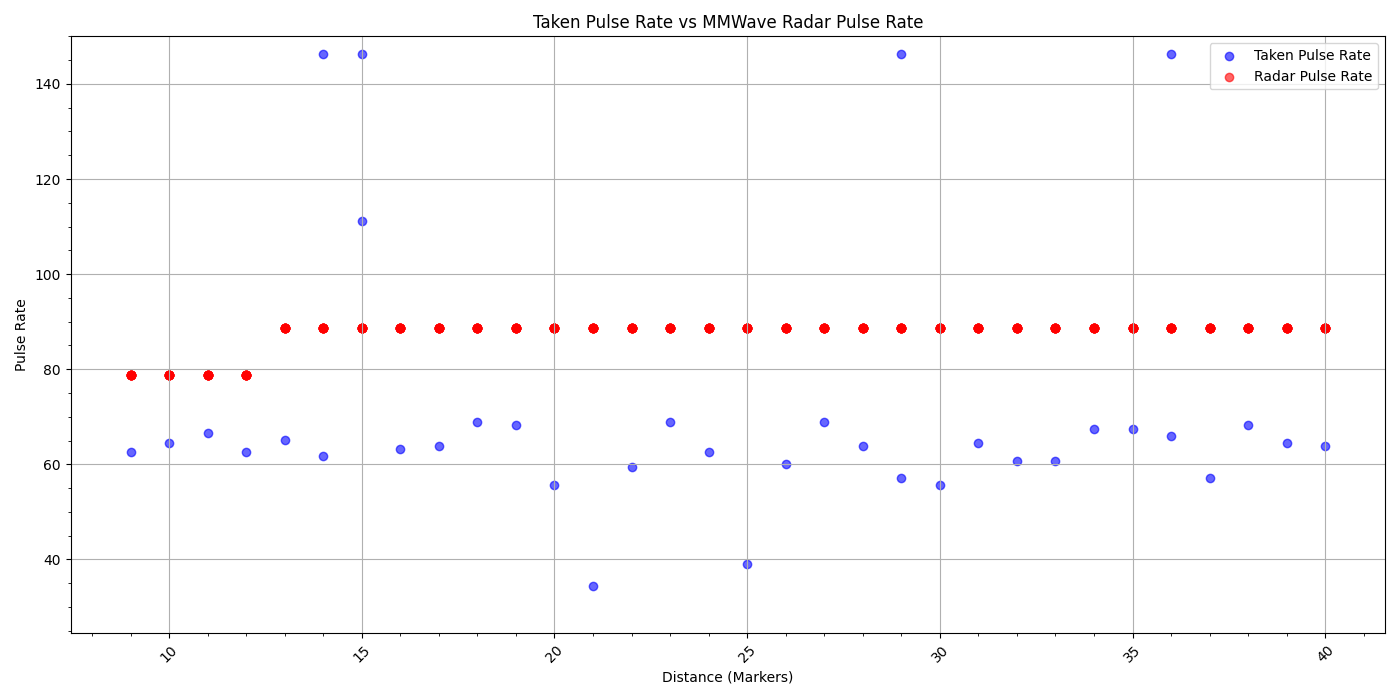 Taken Pulse Rate vs MMWave Radar Pulse Rate
Taken Pulse Rate
Radar Pulse Rate
Pulse Rate
140
120
100
80
60
40
10
15
20
25
30
35
40
Distance (Markers)